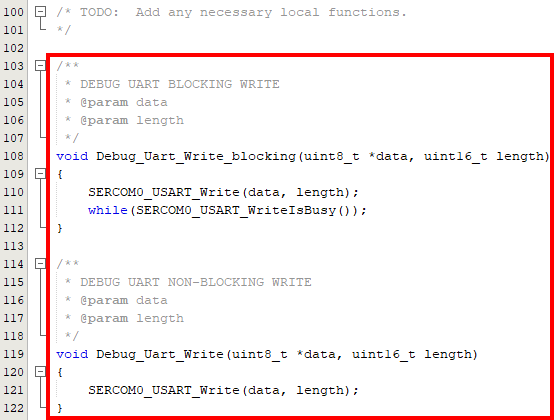 100 /* TODO:  Add any necessary local functions.
101 */
102
103 /**
104  * DEBUG UART BLOCKING WRITE
105  * @param data
106  * @param length
107  */
108 void Debug_Uart_Write_blocking(uint8_t *data, uint16_t length)
109 {
110     SERCOM0_USART_Write(data, length);
111     while(SERCOM0_USART_WriteIsBusy());
112 }
113
114 /**
115  * DEBUG UART NON-BLOCKING WRITE
116  * @param data
117  * @param length
118  */
119 void Debug_Uart_Write(uint8_t *data, uint16_t length)
120 {
121     SERCOM0_USART_Write(data, length);
122 }